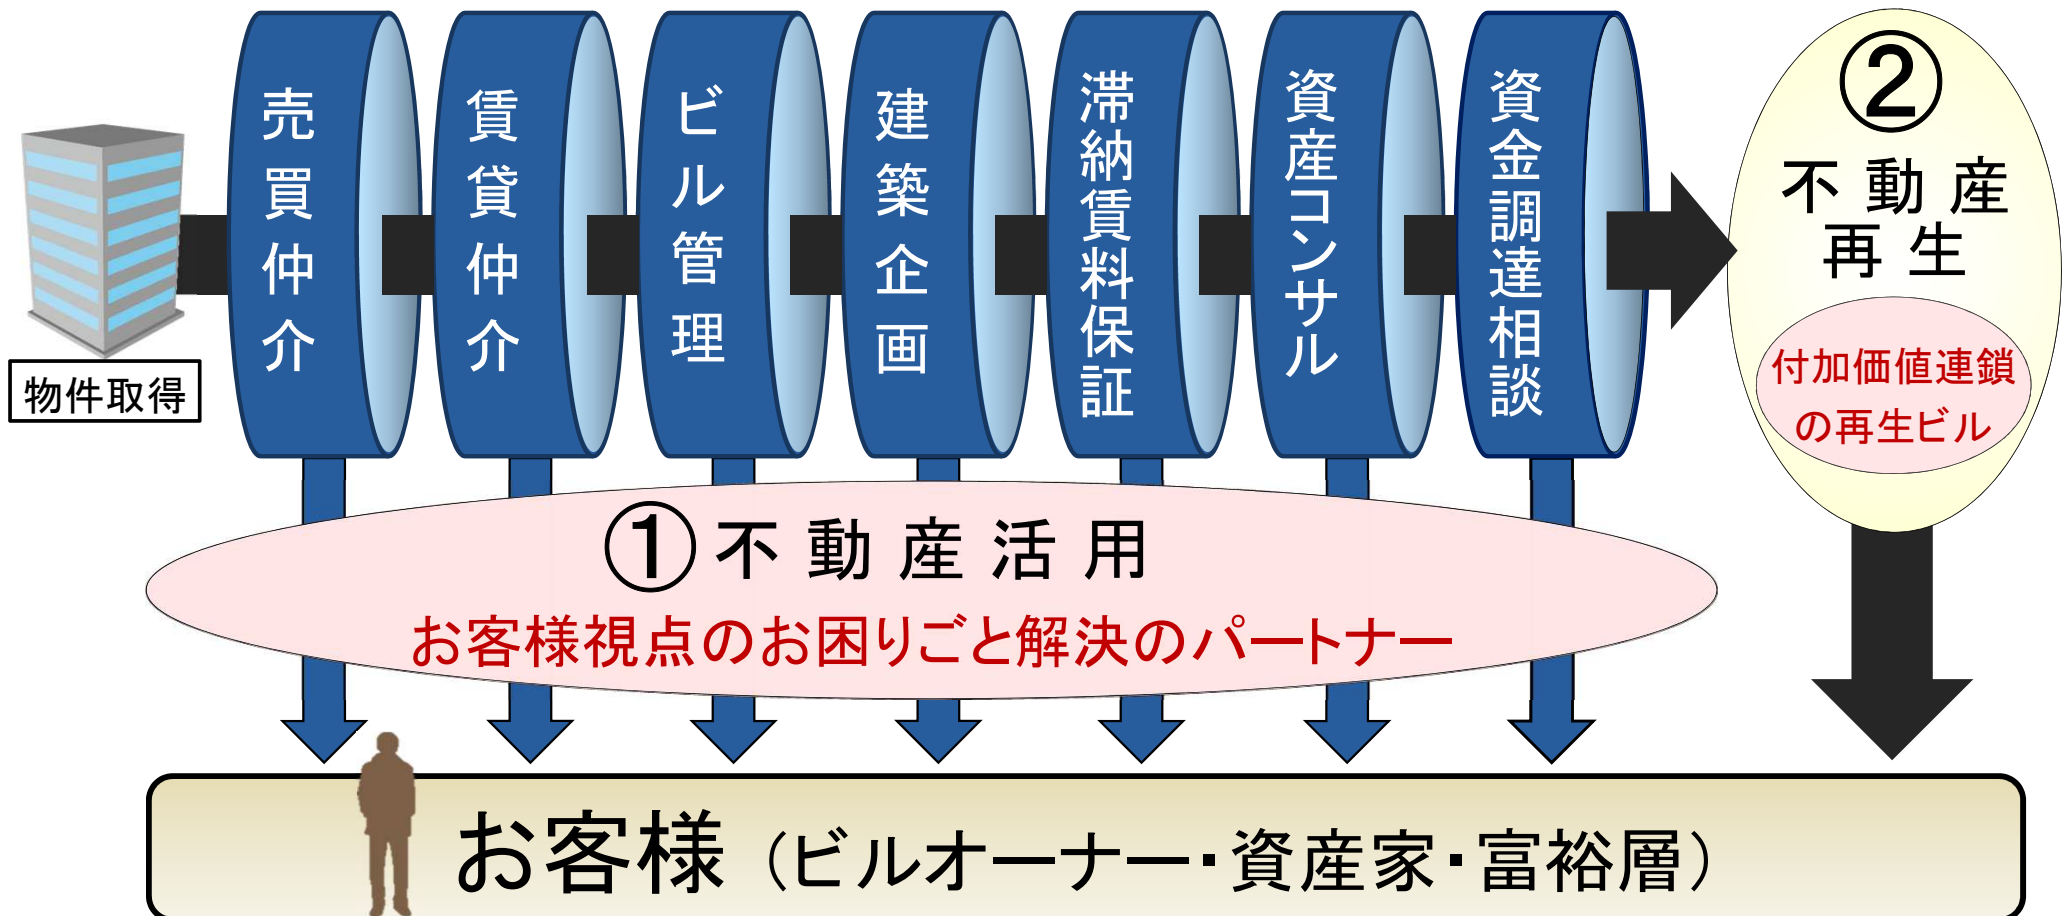 物件取得
売買仲介
賃貸仲介
ビル管理
建築企画
滞納賃料保証
資産コンサル
資金調達相談
②
不動産
再生
付加価値連鎖
の再生ビル
①不動産活用
お客様視点のお困りごと解決のパートナー
お客様（ビルオーナー・資産家・富裕層）